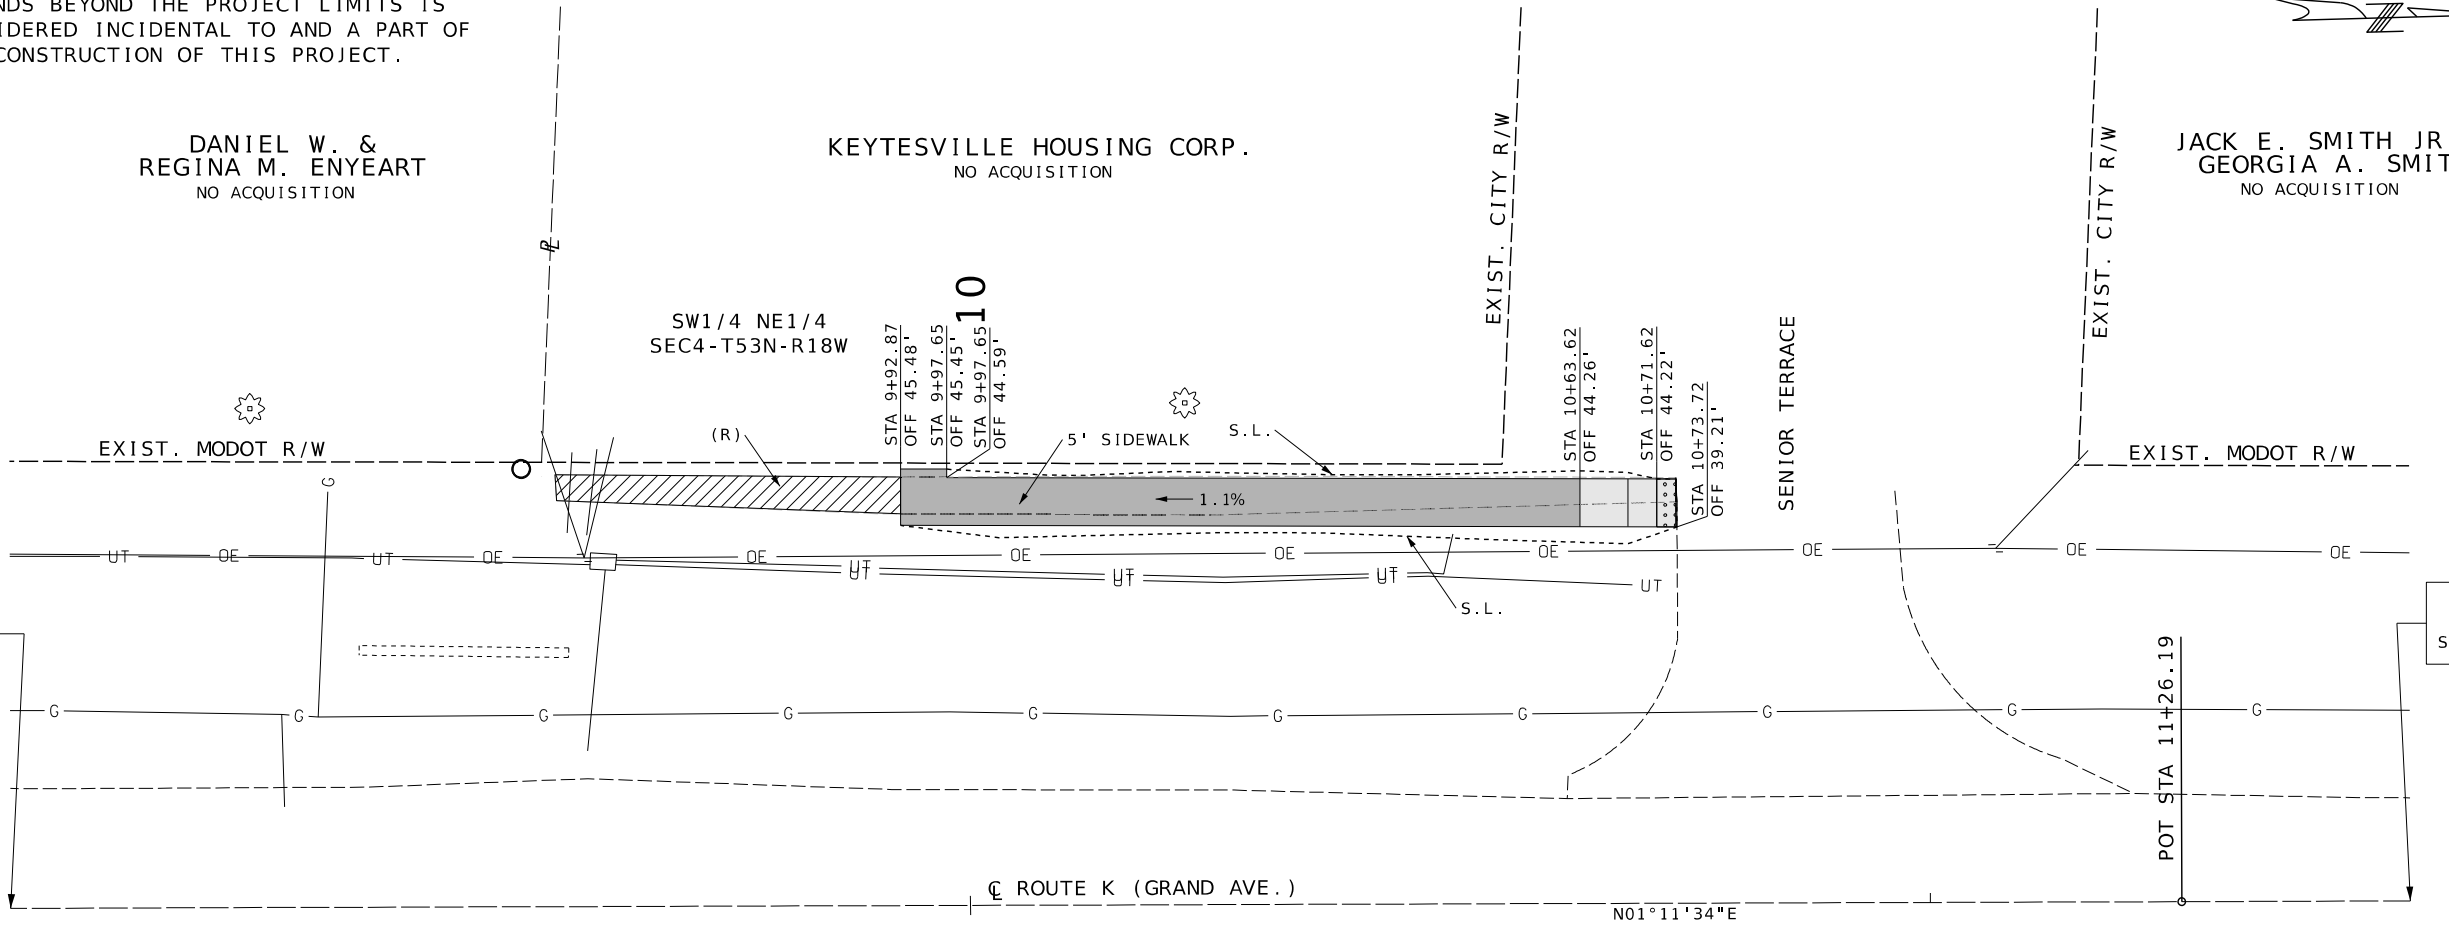 NDS BEYOND THE PROJECT LIMITS IS
IDERED INCIDENTAL TO AND A PART OF
CONSTRUCTION OF THIS PROJECT.
DANIEL W. &
REGINA M. ENYEART
NO ACQUISITION
KEYTESVILLE HOUSING CORP.
NO ACQUISITION
JACK E. SMITH JR
GEORGIA A. SMIT
NO ACQUISITION
EXIST. CITY R/W
EXIST. CITY R/W
PL
SW1/4 NE1/4
SEC4-T53N-R18W
10
STA 9+92.87
OFF 45.48'
STA 9+97.65
OFF 45.45'
STA 9+97.65
OFF 44.59'
STA 10+63.62
OFF 44.26'
STA 10+71.62
OFF 44.22'
STA 10+73.72
OFF 39.21'
SENIOR TERRACE
EXIST. MODOT R/W
(R)
5' SIDEWALK
S.L.
EXIST. MODOT R/W
G
1.1%
UT OE UT OE OE OE OE OE OE OE OE
UT UT UT UT
S.L.
S
G G G G G G G G G G
POT STA 11+26.19
CL ROUTE K (GRAND AVE.)
N01°11'34"E